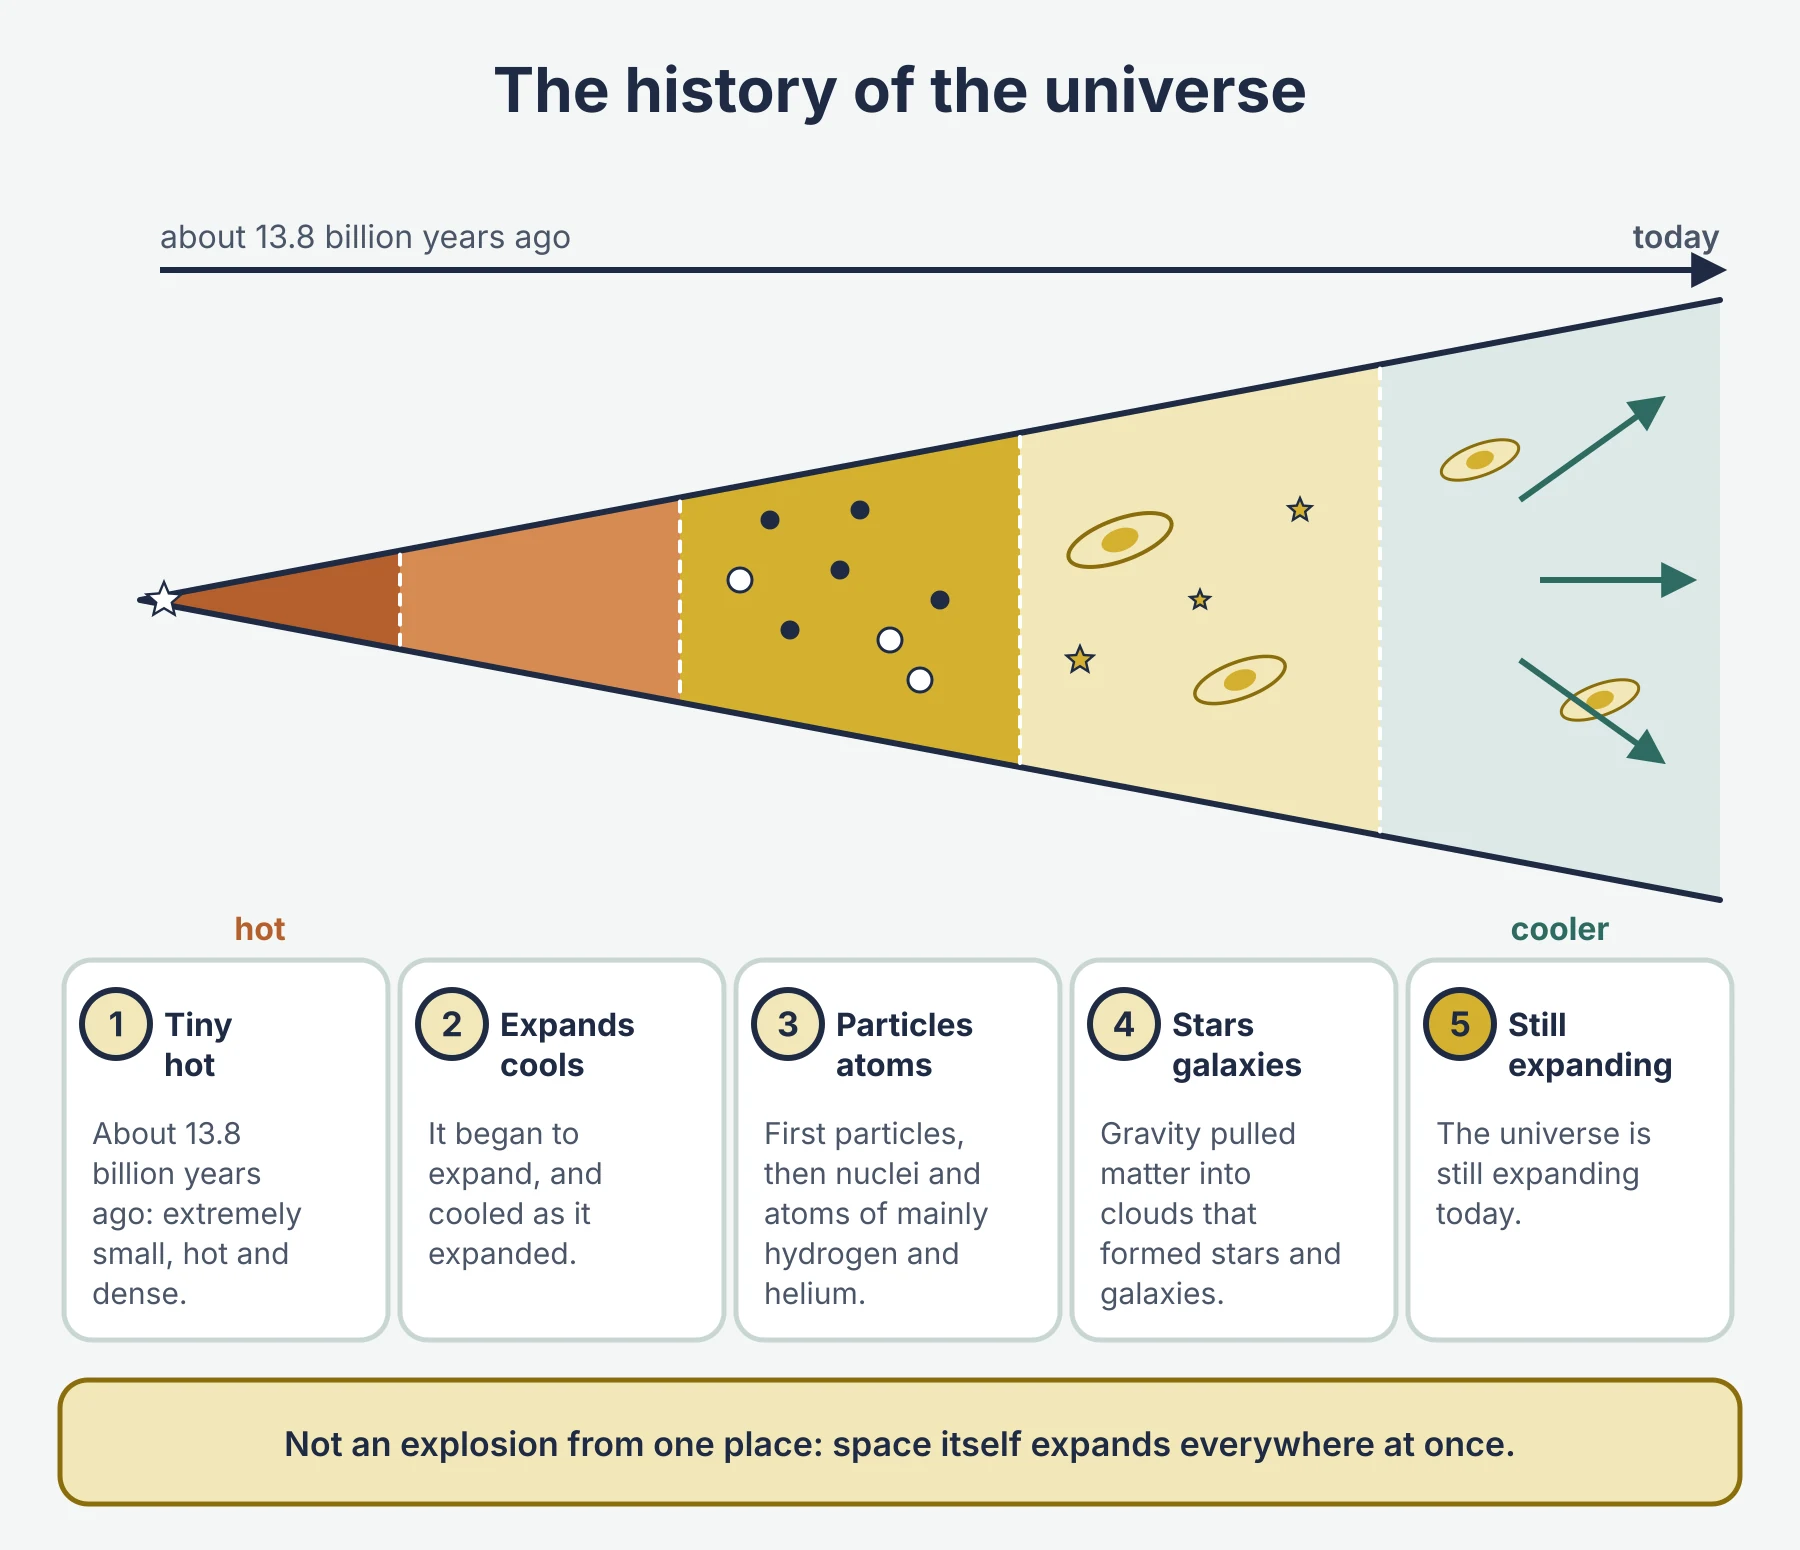 The history of the universe
about 13.8 billion years ago
today
hot
cooler
1
Tiny
hot
About 13.8
billion years
ago: extremely
small, hot and
dense.
2
Expands
cools
It began to
expand, and
cooled as it
expanded.
3
Particles
atoms
First particles,
then nuclei and
atoms of mainly
hydrogen and
helium.
4
Stars
galaxies
Gravity pulled
matter into
clouds that
formed stars and
galaxies.
5
Still
expanding
The universe is
still expanding
today.
Not an explosion from one place: space itself expands everywhere at once.